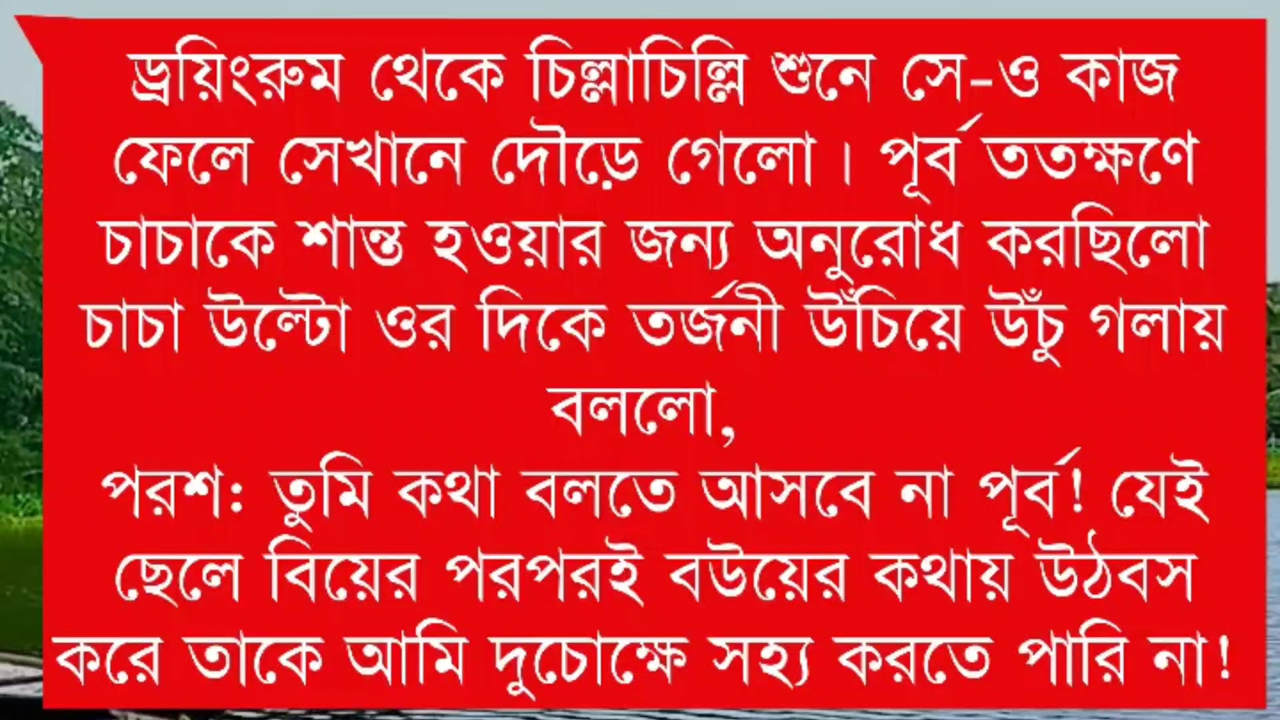 ড্রয়িংরুম থেকে চিল্লাচিল্লি শুনে সে-ও কাজ
ফেলে সেখানে দৌড়ে গেলো। পূর্ব ততক্ষণে
চাচাকে শান্ত হওয়ার জন্য অনুরোধ করছিলো
চাচা উল্টো ওর দিকে তর্জনী উঁচিয়ে উঁচু গলায়
বললো,
পরশ: তুমি কথা বলতে আসবে না পূর্ব! যেই
ছেলে বিয়ের পরপরই বউয়ের কথায় উঠবস
করে তাকে আমি দুচোক্ষে সহ্য করতে পারি না!